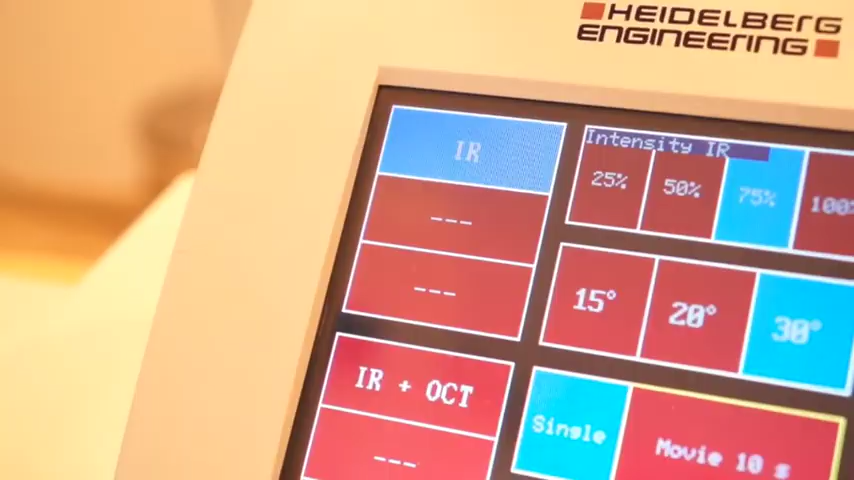 HEIDELBERG
ENGINEERING
IR
---
---
IR + OCT
---
Intensity IR
25% 50% 75% 100%
15° 20° 30°
Single Movie 10 s